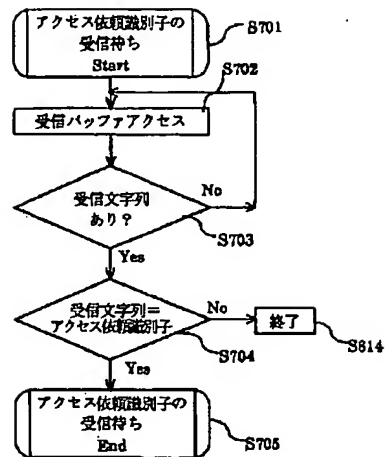 アクセス依頼識別子の
受信待ち
Start
S701
S702
受信バッファアクセス
受信文字列
あり?
No
S703
Yes
受信文字列=
アクセス依頼識別子
No
終了
S704
S814
Yes
アクセス依頼識別子の
受信待ち
End
S705